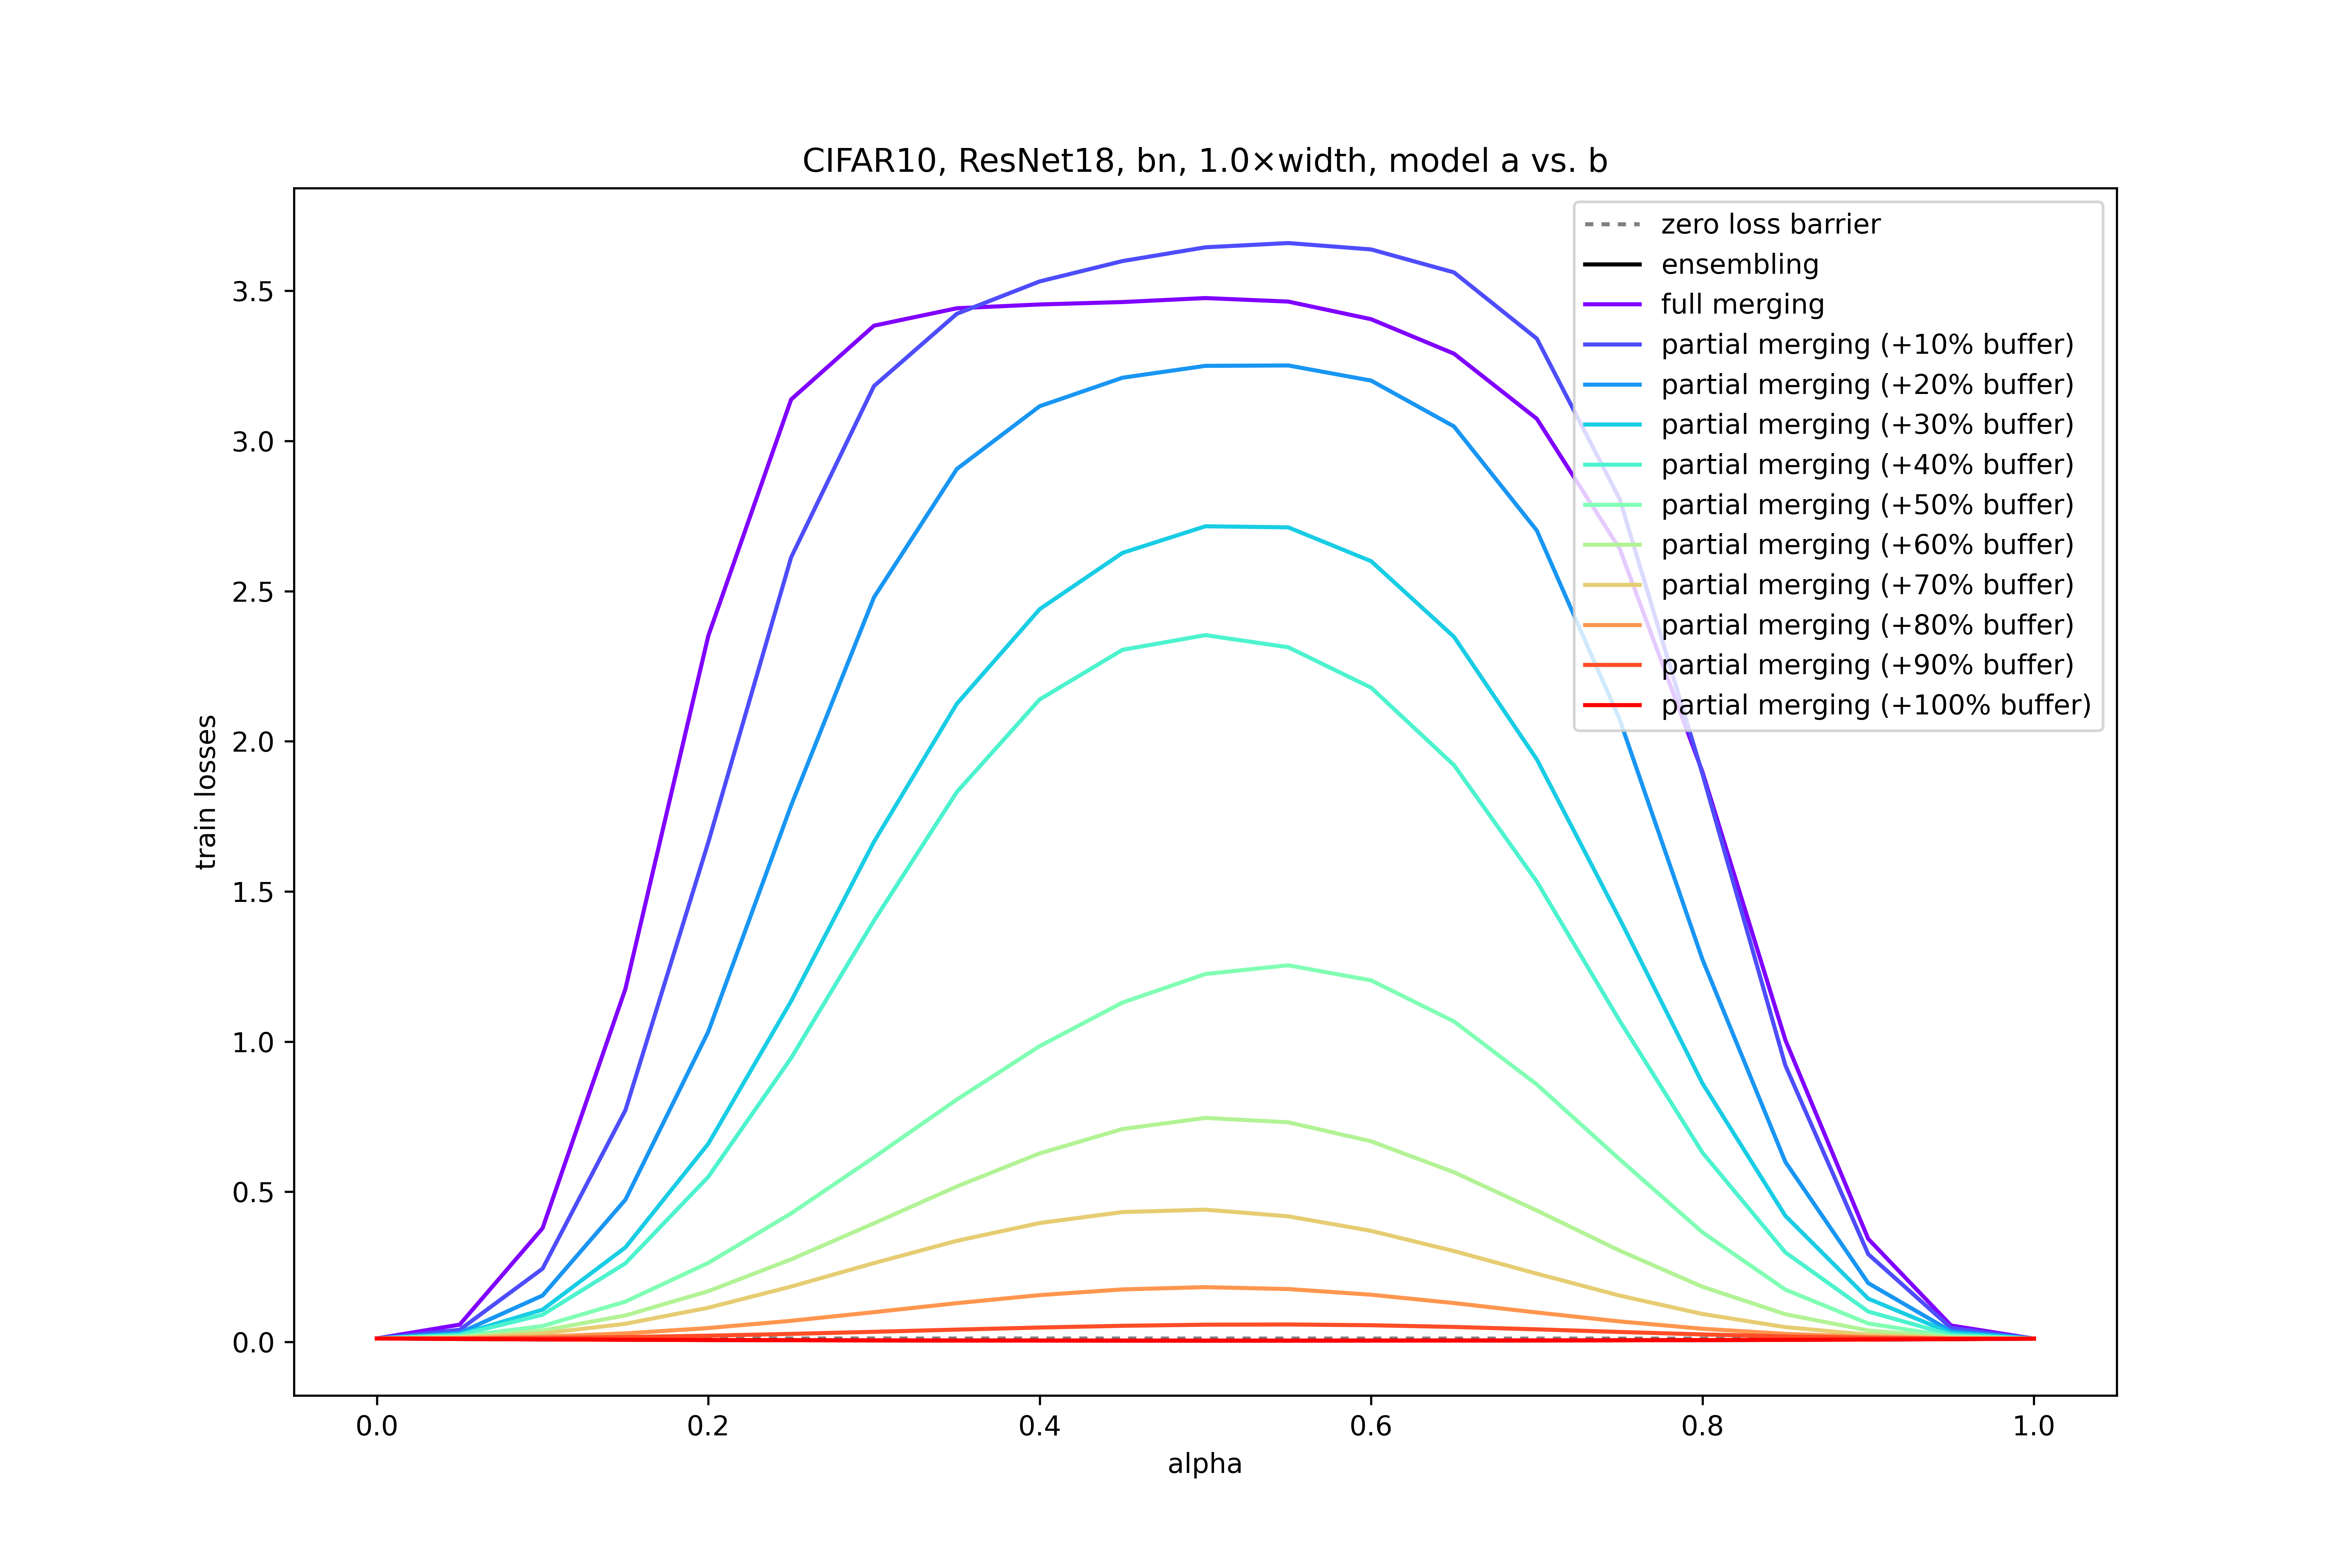 CIFAR10, ResNet18, bn, 1.0×width, model a vs. b
zero loss barrier
ensembling
full merging
partial merging (+10% buffer)
partial merging (+20% buffer)
partial merging (+30% buffer)
partial merging (+40% buffer)
partial merging (+50% buffer)
partial merging (+60% buffer)
partial merging (+70% buffer)
partial merging (+80% buffer)
partial merging (+90% buffer)
partial merging (+100% buffer)
train losses
3.5
3.0
2.5
2.0
1.5
1.0
0.5
0.0
0.0 0.2 0.4 0.6 0.8 1.0
alpha